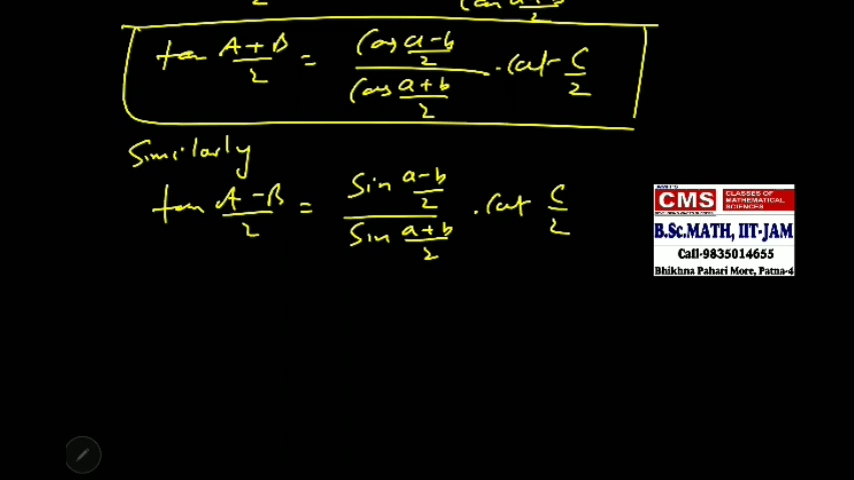 tan A+B/2 = Cos a-b/2 / Cos a+b/2 . Cot C/2
Similarly
tan A-B/2 = Sin a-b/2 / Sin a+b/2 . Cot C/2
CMS
CLASSES OF
MATHEMATICAL
SCIENCES
B.Sc.MATH, IIT-JAM
Call-9835014655
Bhikhna Pahari More, Patna-4